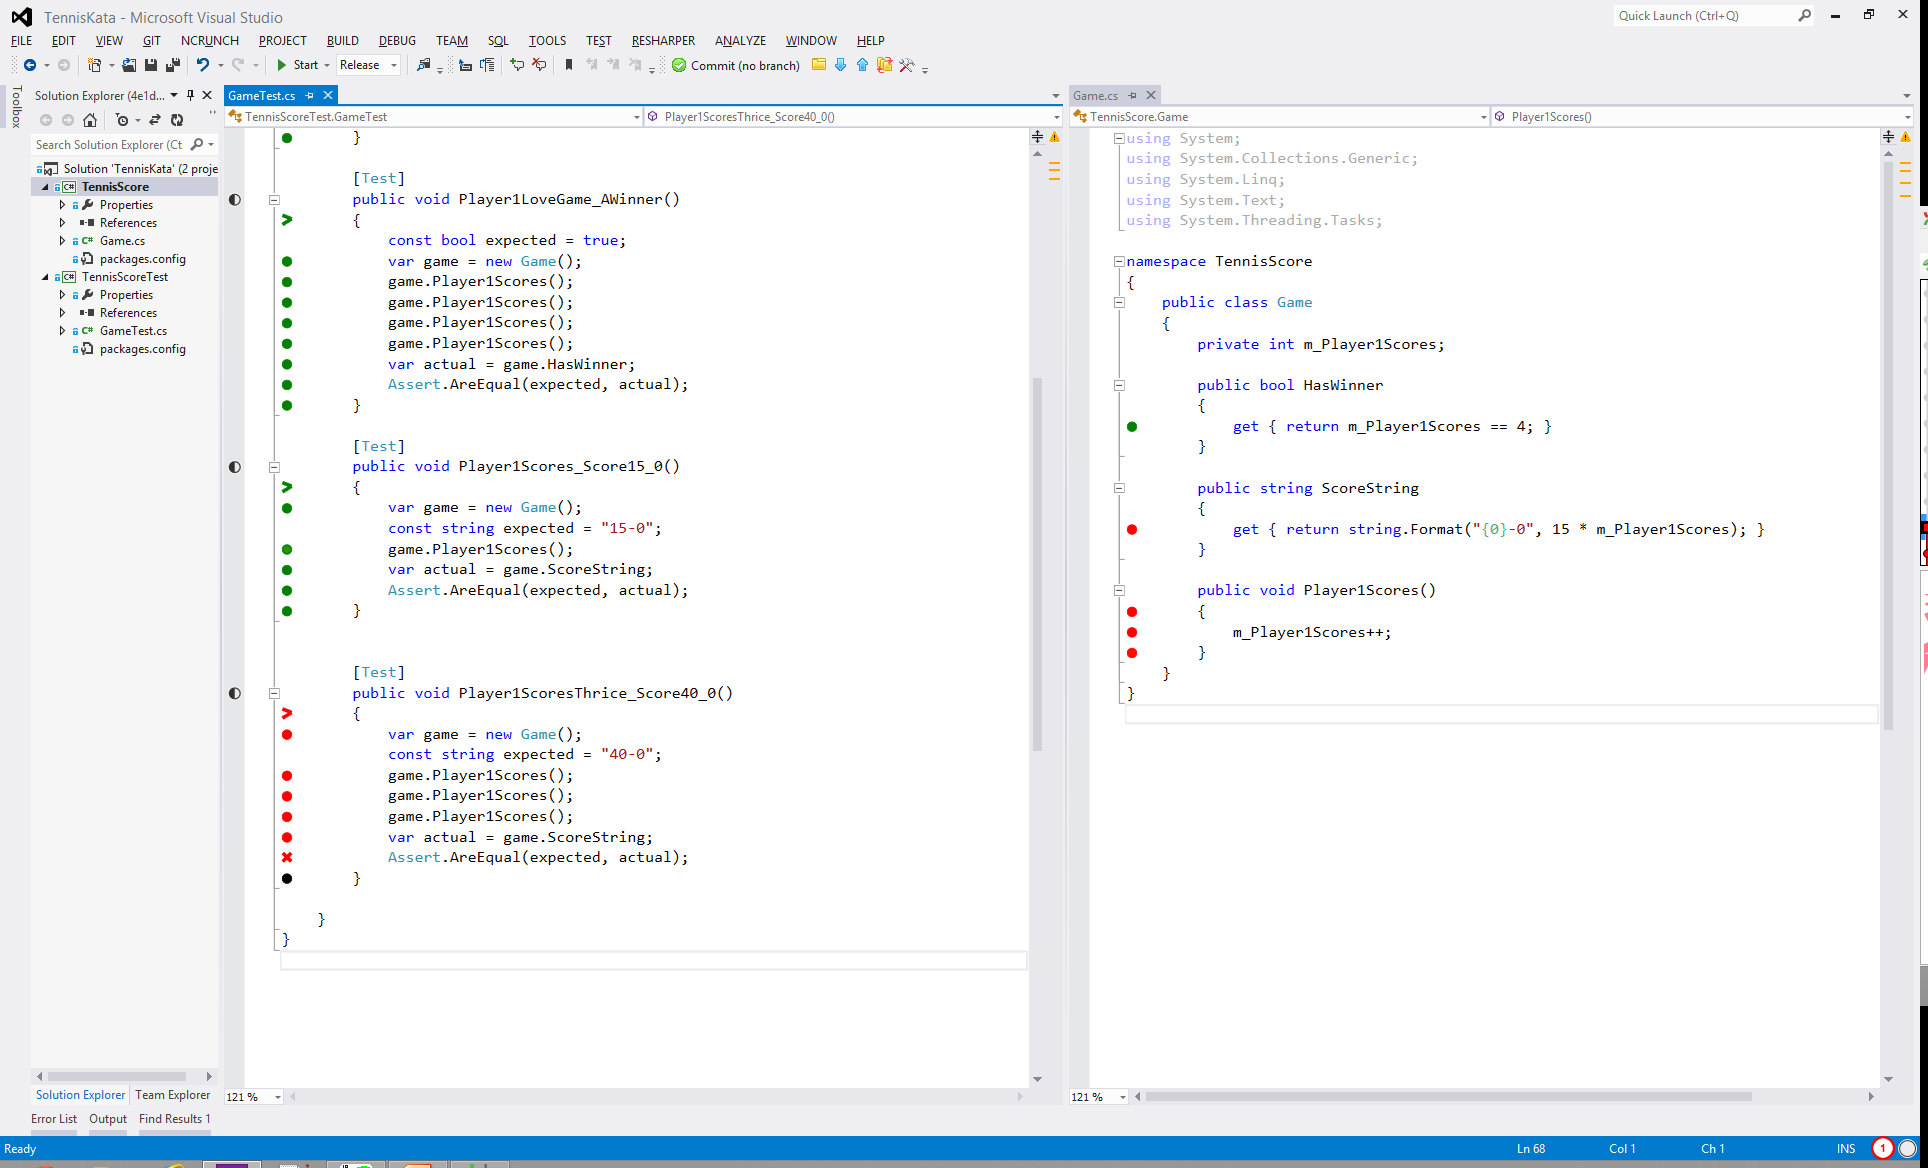 TennisKata - Microsoft Visual Studio
Quick Launch (Ctrl+Q)
FILE EDIT VIEW GIT NCRUNCH PROJECT BUILD DEBUG TEAM SQL TOOLS TEST RESHARPER ANALYZE WINDOW HELP
Start Release Commit (no branch)
Toolbox
Solution Explorer (4e1d...
Search Solution Explorer (Ct
Solution 'TennisKata' (2 proje
TennisScore
Properties
References
Game.cs
packages.config
TennisScoreTest
Properties
References
GameTest.cs
packages.config
Solution Explorer Team Explorer
GameTest.cs
TennisScoreTest.GameTest Player1ScoresThrice_Score40_0()
}
[Test]
public void Player1LoveGame_AWinner()
{
const bool expected = true;
var game = new Game();
game.Player1Scores();
game.Player1Scores();
game.Player1Scores();
game.Player1Scores();
var actual = game.HasWinner;
Assert.AreEqual(expected, actual);
}
[Test]
public void Player1Scores_Score15_0()
{
var game = new Game();
const string expected = "15-0";
game.Player1Scores();
var actual = game.ScoreString;
Assert.AreEqual(expected, actual);
}
[Test]
public void Player1ScoresThrice_Score40_0()
{
var game = new Game();
const string expected = "40-0";
game.Player1Scores();
game.Player1Scores();
game.Player1Scores();
var actual = game.ScoreString;
Assert.AreEqual(expected, actual);
}
}
}
121 %
Game.cs
TennisScore.Game Player1Scores()
using System;
using System.Collections.Generic;
using System.Linq;
using System.Text;
using System.Threading.Tasks;
namespace TennisScore
{
public class Game
{
private int m_Player1Scores;
public bool HasWinner
{
get { return m_Player1Scores == 4; }
}
public string ScoreString
{
get { return string.Format("{0}-0", 15 * m_Player1Scores); }
}
public void Player1Scores()
{
m_Player1Scores++;
}
}
}
121 %
Error List Output Find Results 1
Ready Ln 68 Col 1 Ch 1 INS 1